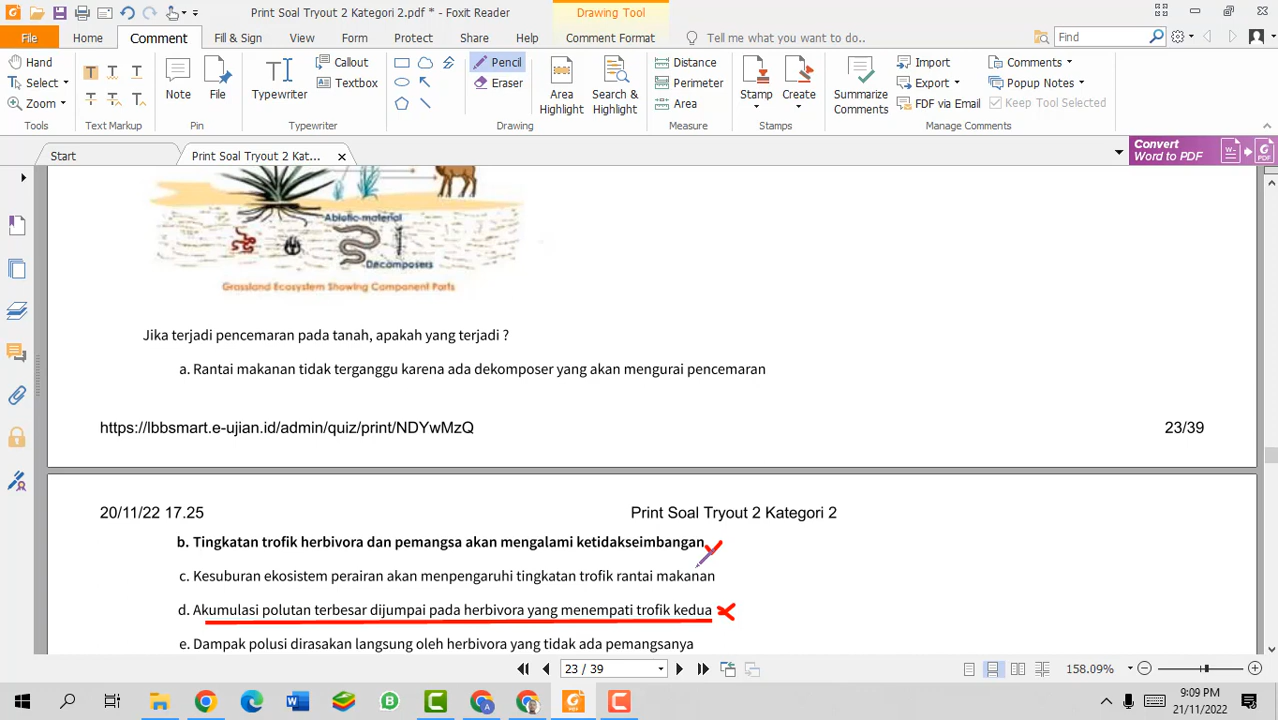 Print Soal Tryout 2 Kategori 2.pdf * - Foxit Reader
Drawing Tool
File
Home
Comment
Fill & Sign
View
Form
Protect
Share
Help
Comment Format
Tell me what you want to do..
Find
Hand
Select
Zoom
Tools
Text Markup
Note
File
Pin
Typewriter
Callout
Textbox
Typewriter
Pencil
Eraser
Area Highlight
Search & Highlight
Drawing
Distance
Perimeter
Area
Measure
Stamp
Create
Stamps
Summarize Comments
Import
Export
FDF via Email
Comments
Popup Notes
Keep Tool Selected
Manage Comments
Start
Print Soal Tryout 2 Kat...
Convert
Word to PDF
Abiotic material
Decomposers
Grassland Ecosystem Showing Component Parts
Jika terjadi pencemaran pada tanah, apakah yang terjadi ?
a. Rantai makanan tidak terganggu karena ada dekomposer yang akan mengurai pencemaran
https://lbbsmart.e-ujian.id/admin/quiz/print/NDYwMzQ
23/39
20/11/22 17.25
Print Soal Tryout 2 Kategori 2
b. Tingkatan trofik herbivora dan pemangsa akan mengalami ketidakseimbangan
c. Kesuburan ekosistem perairan akan menpengaruhi tingkatan trofik rantai makanan
d. Akumulasi polutan terbesar dijumpai pada herbivora yang menempati trofik kedua
e. Dampak polusi dirasakan langsung oleh herbivora yang tidak ada pemangsanya
23 / 39
158.09%
9:09 PM
21/11/2022